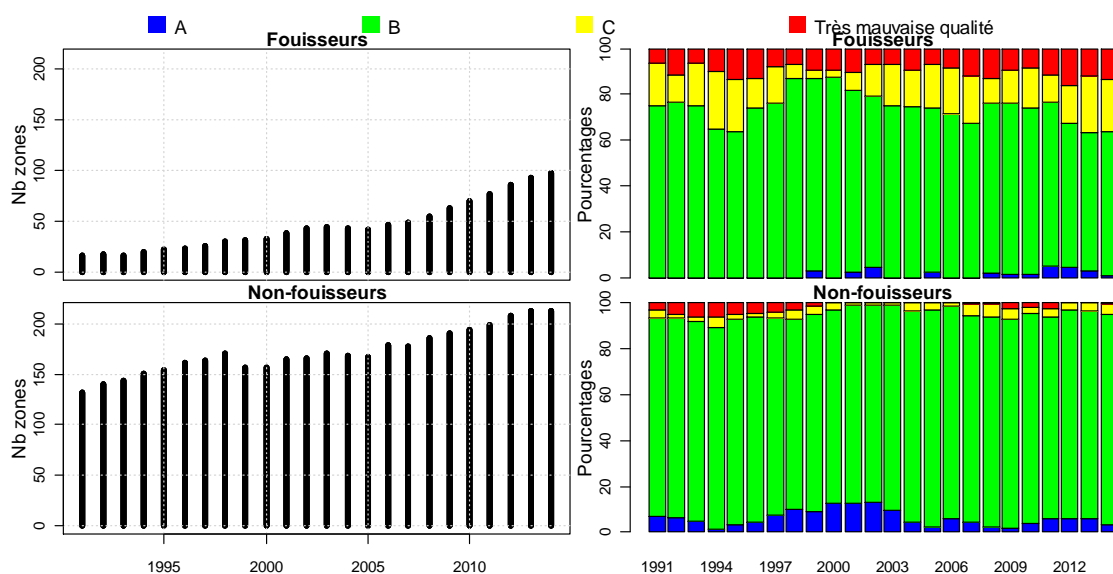 A B C Très mauvaise qualité
Fouisseurs
Nb zones
200
150
100
50
0
Fouisseurs
Pourcentages
100
80
60
40
20
0
Non-fouisseurs
Nb zones
200
150
100
50
0
1995 2000 2005 2010
Non-fouisseurs
Pourcentages
100
80
60
40
20
0
1991 1994 1997 2000 2003 2006 2009 2012